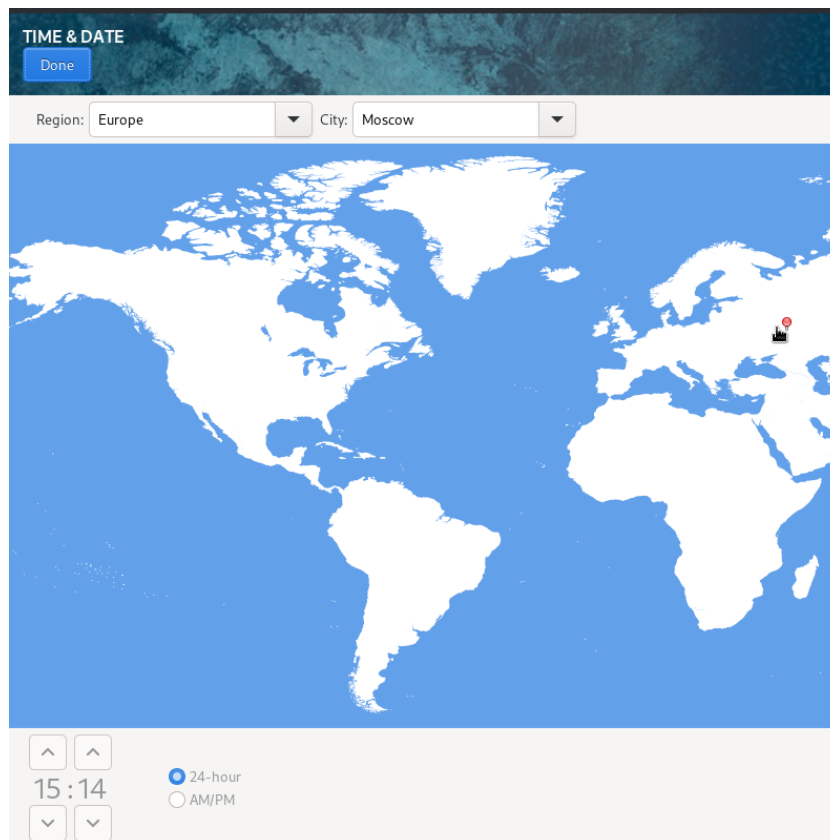 TIME & DATE
Done
Region: Europe City: Moscow
15:14
24-hour
AM/PM